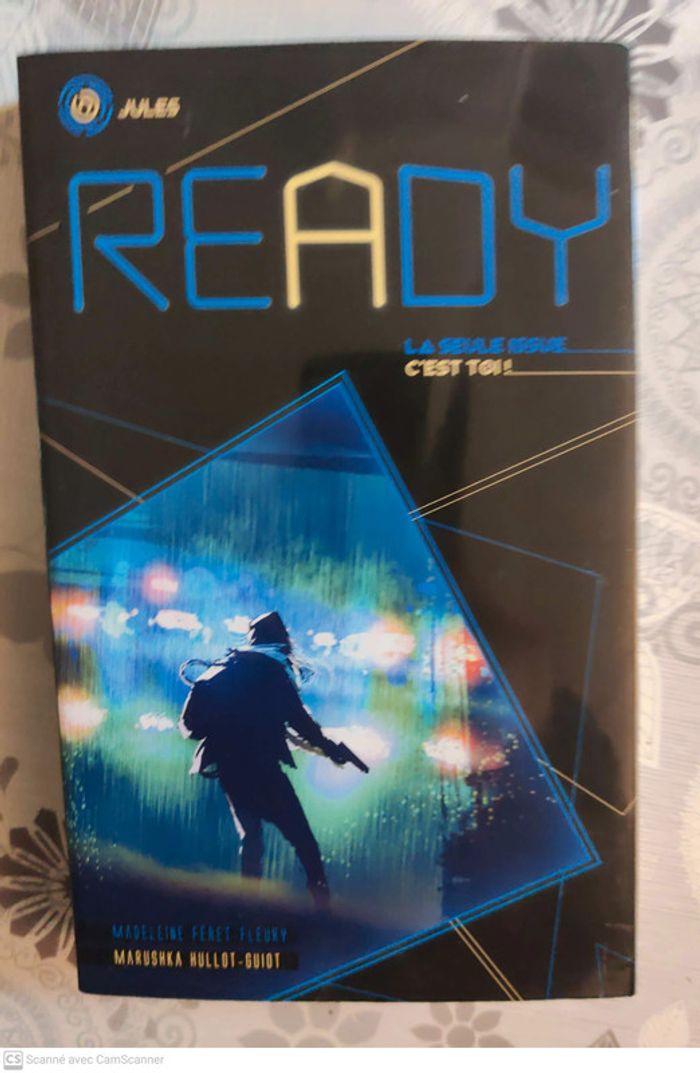 JULES
READY
LA SEULE ISSUE
C'EST TOI !
MADELEINE FERET-FLEURY
MARUSHKA HULLOT-GUIOT
CS Scanné avec CamScanner